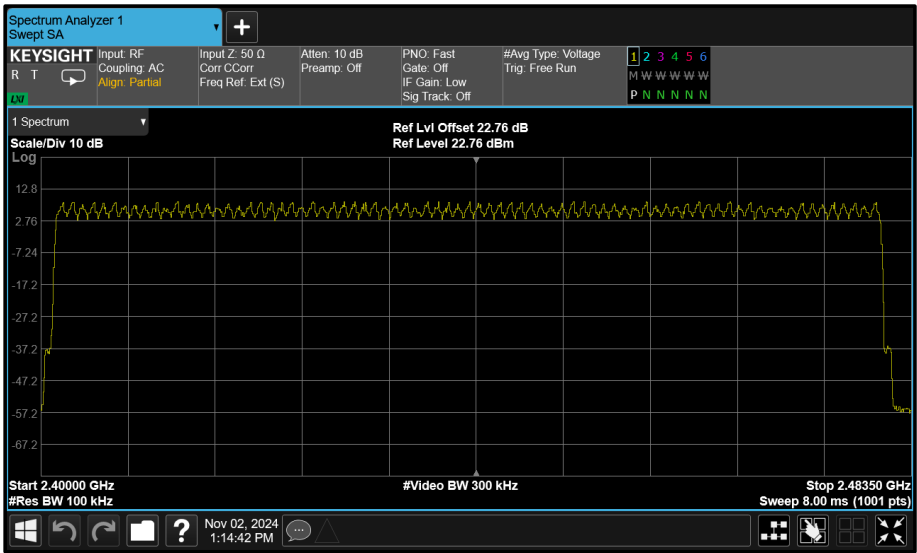 Spectrum Analyzer 1
Swept SA
+
KEYSIGHT
R T
LXI
Input: RF
Coupling: AC
Align: Partial
Input Z: 50 Ω
Corr CCorr
Freq Ref: Ext (S)
Atten: 10 dB
Preamp: Off
PNO: Fast
Gate: Off
IF Gain: Low
Sig Track: Off
#Avg Type: Voltage
Trig: Free Run
1 2 3 4 5 6
M W W W W W
P N N N N N
1 Spectrum
Scale/Div 10 dB
Ref Lvl Offset 22.76 dB
Ref Level 22.76 dBm
Log
12.8
2.76
-7.24
-17.2
-27.2
-37.2
-47.2
-57.2
-67.2
Start 2.40000 GHz
#Res BW 100 kHz
#Video BW 300 kHz
Stop 2.48350 GHz
Sweep 8.00 ms (1001 pts)
?
Nov 02, 2024
1:14:42 PM